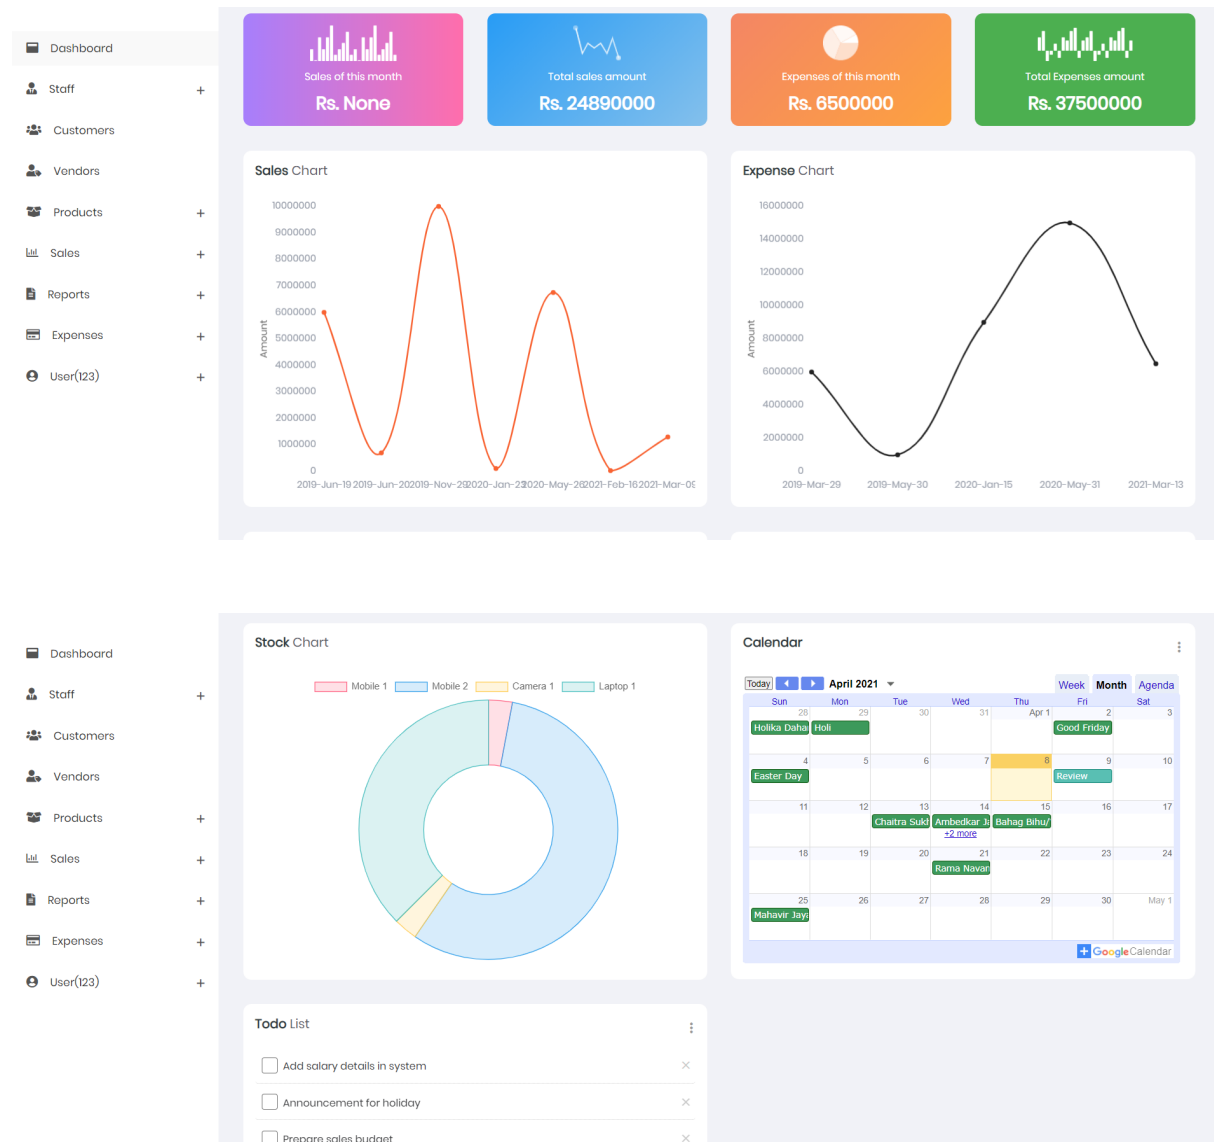 Dashboard
Staff +
Customers
Vendors
Products +
Sales +
Reports +
Expenses +
User(123) +
Sales of this month
Rs. None
Total sales amount
Rs. 24890000
Expenses of this month
Rs. 6500000
Total Expenses amount
Rs. 37500000
Sales Chart
Amount
10000000
9000000
8000000
7000000
6000000
5000000
4000000
3000000
2000000
1000000
0
2019-Jun-19 2019-Jun-20 2019-Nov-29 2020-Jan-23 2020-May-26 2021-Feb-16 2021-Mar-09
Expense Chart
Amount
16000000
14000000
12000000
10000000
8000000
6000000
4000000
2000000
0
2019-Mar-29 2019-May-30 2020-Jan-15 2020-May-31 2021-Mar-13
Dashboard
Staff +
Customers
Vendors
Products +
Sales +
Reports +
Expenses +
User(123) +
Stock Chart
Mobile 1 Mobile 2 Camera 1 Laptop 1
Calendar
Today April 2021 Week Month Agenda
Sun Mon Tue Wed Thu Fri Sat
28 29 30 31 Apr 1 2 3
Holika Daha Holi Good Friday
4 5 6 7 8 9 10
Easter Day Review
11 12 13 14 15 16 17
Chaitra Sukh Ambedkar Ja Bahag Bihu/
+2 more
18 19 20 21 22 23 24
Rama Navan
25 26 27 28 29 30 May 1
Mahavir Jaya
+ Google Calendar
Todo List
Add salary details in system
Announcement for holiday
Prepare sales budget